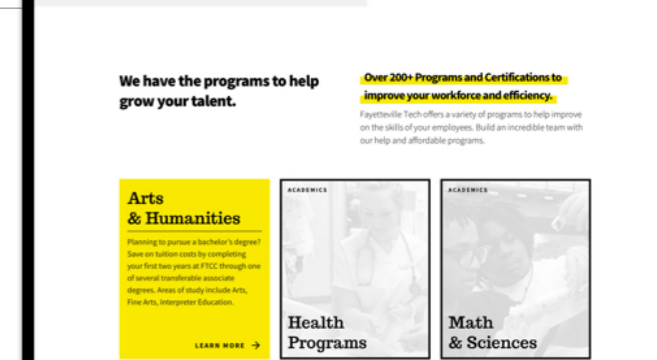 We have the programs to help
grow your talent.
Over 200+ Programs and Certifications to
improve your workforce and efficiency.
Fayetteville Tech offers a variety of programs to help improve
on the skills of your employees. Build an incredible team with
our help and affordable programs.
Arts
& Humanities
Planning to pursue a bachelor's degree?
Save on tuition costs by completing
your first two years at FTCC through one
of several transferable associate
degrees. Areas of study include Arts,
Fine Arts, Interpreter Education.
LEARN MORE →
ACADEMICS
Health
Programs
ACADEMICS
Math
& Sciences